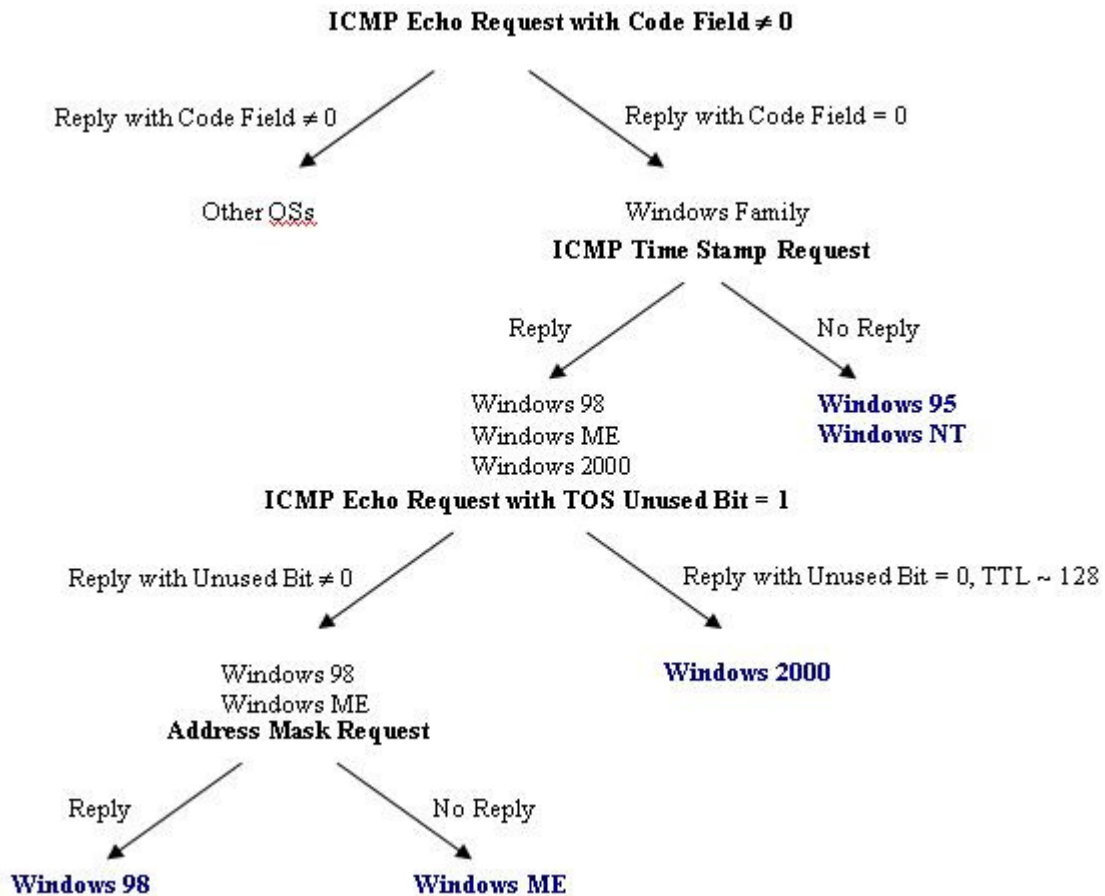 ICMP Echo Request with Code Field ≠ 0
Reply with Code Field ≠ 0
Reply with Code Field = 0
Other OSs
Windows Family
ICMP Time Stamp Request
Reply
No Reply
Windows 98
Windows ME
Windows 2000
Windows 95
Windows NT
ICMP Echo Request with TOS Unused Bit = 1
Reply with Unused Bit ≠ 0
Reply with Unused Bit = 0, TTL ~ 128
Windows 98
Windows ME
Windows 2000
Address Mask Request
Reply
No Reply
Windows 98
Windows ME